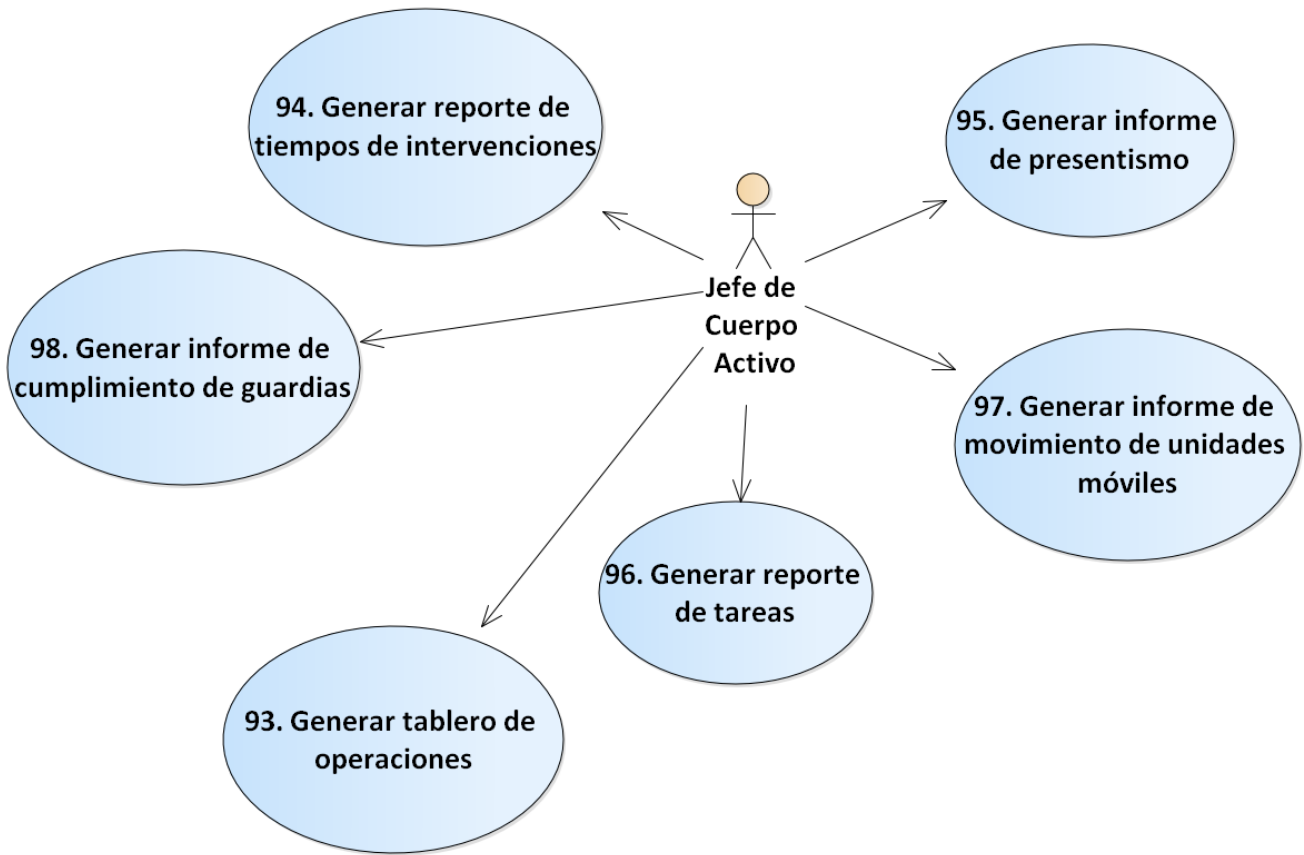 94. Generar reporte de
tiempos de intervenciones
95. Generar informe
de presentismo
Jefe de
Cuerpo
Activo
98. Generar informe de
cumplimiento de guardias
97. Generar informe de
movimiento de unidades
móviles
96. Generar reporte
de tareas
93. Generar tablero de
operaciones